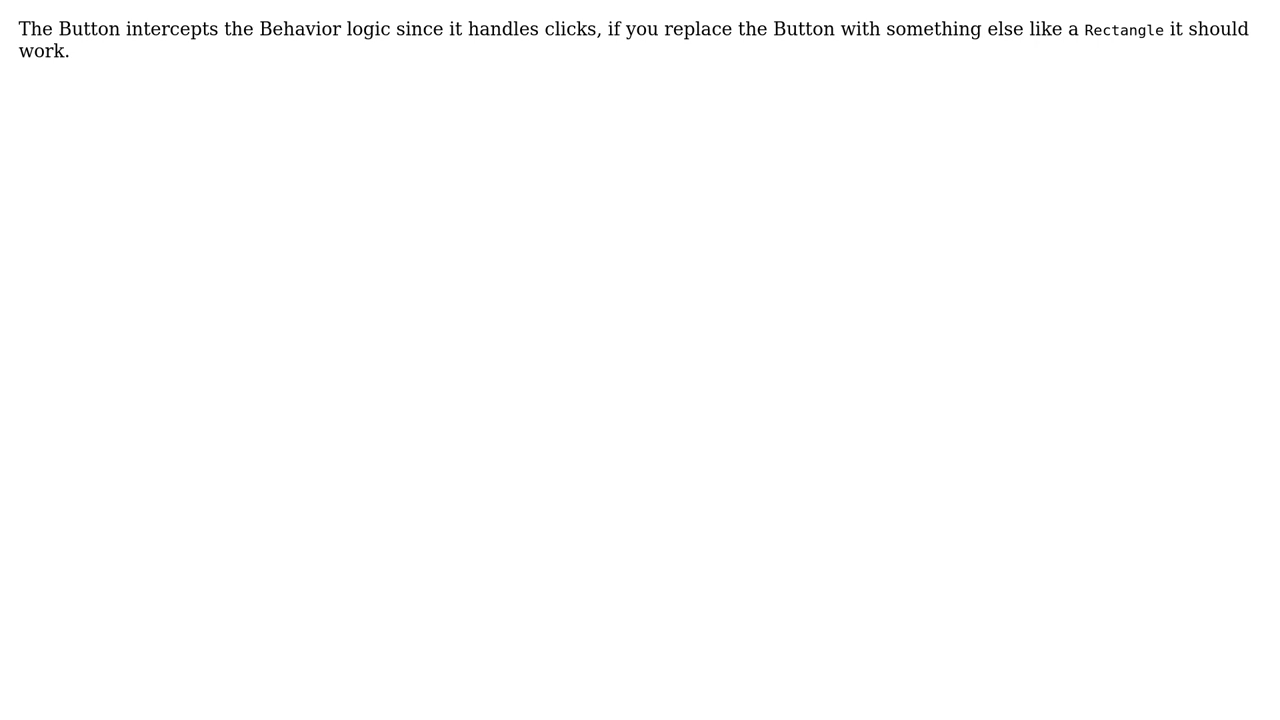 The Button intercepts the Behavior logic since it handles clicks, if you replace the Button with something else like a Rectangle it should
work.